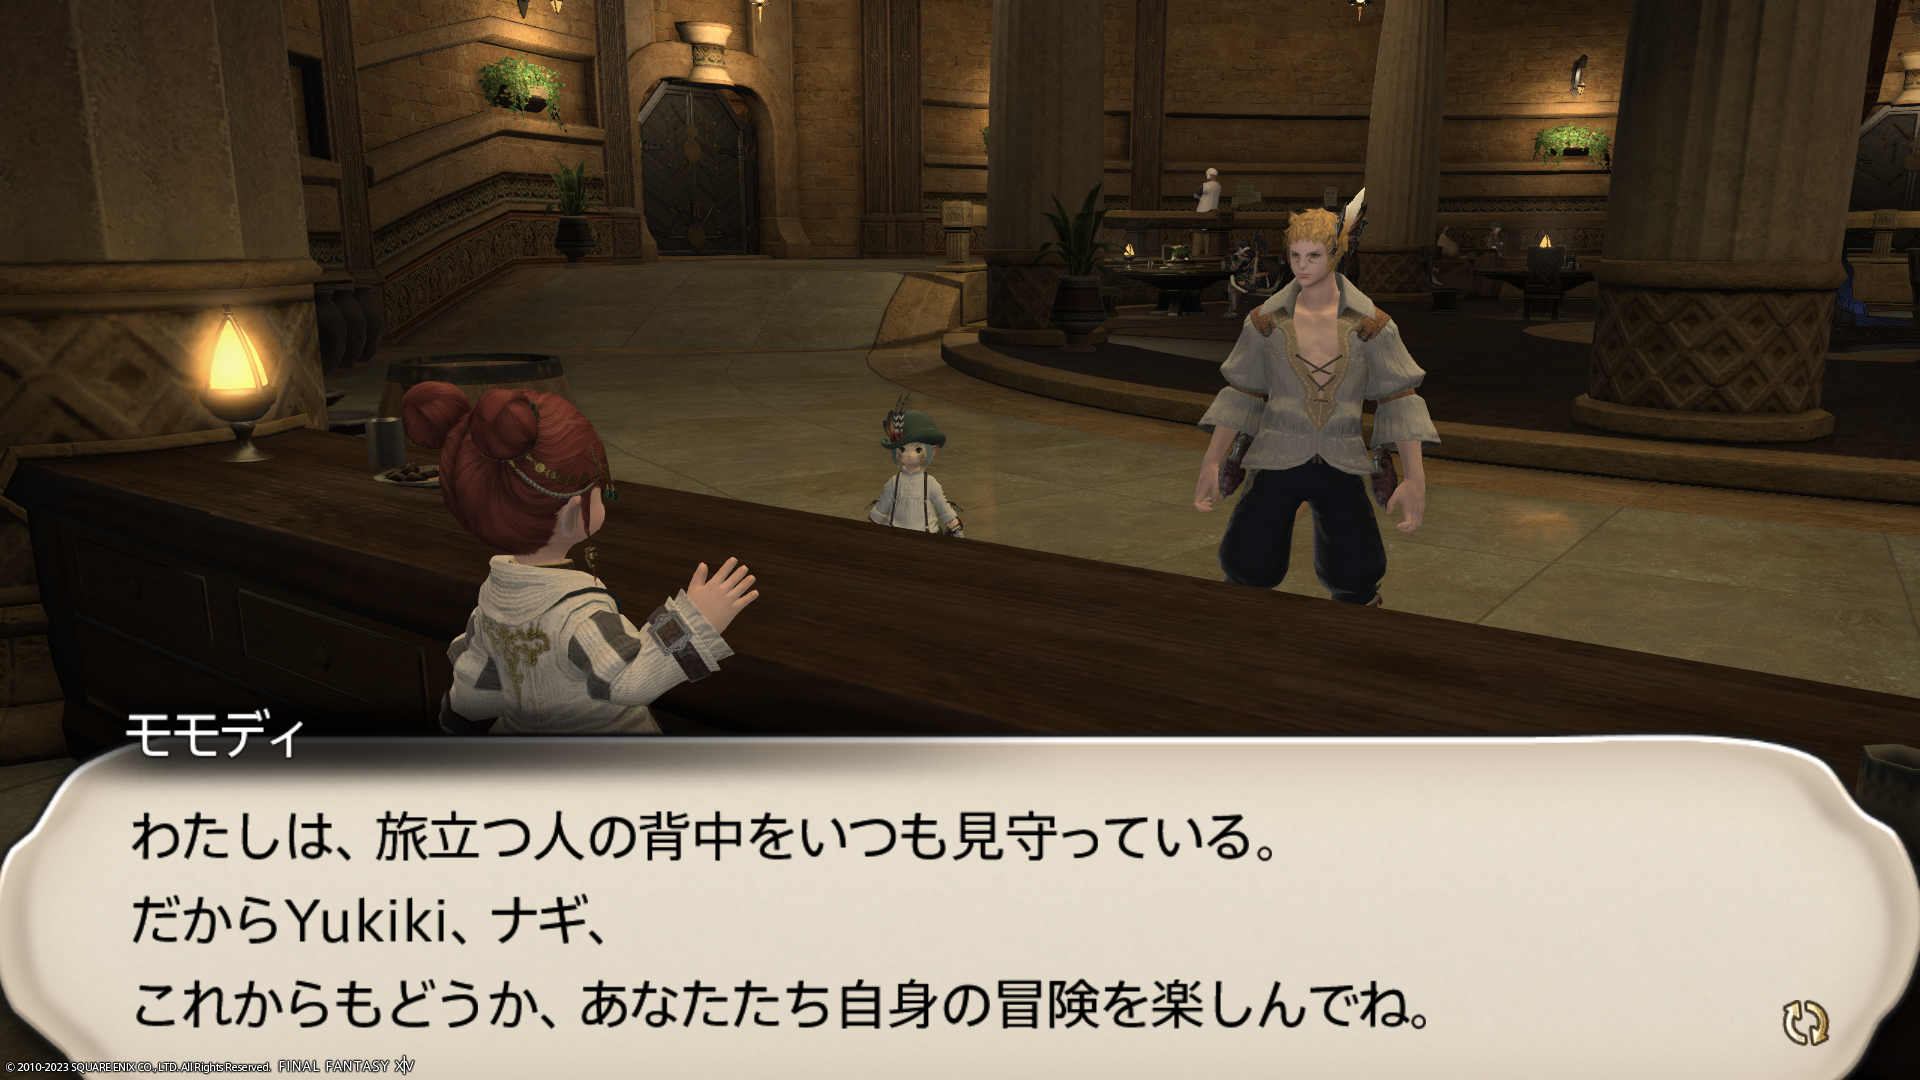 モモディ
わたしは、旅立つ人の背中をいつも見守っている。
だからYukiki、ナギ、
これからもどうか、あなたたち自身の冒険を楽しんでね。
© 2010-2023 SQUARE ENIX CO., LTD. All Rights Reserved. FINAL FANTASY XIV